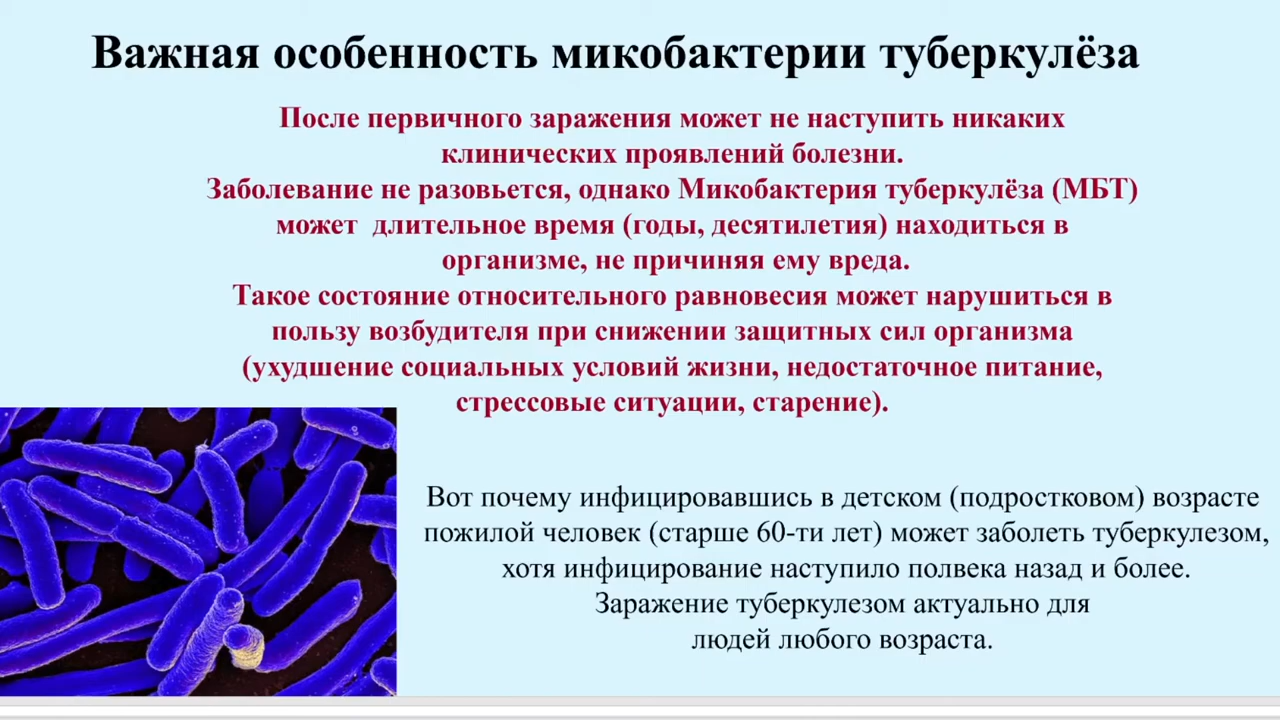 Важная особенность микобактерии туберкулёза
После первичного заражения может не наступить никаких
клинических проявлений болезни.
Заболевание не разовьется, однако Микобактерия туберкулёза (МБТ)
может длительное время (годы, десятилетия) находиться в
организме, не причиняя ему вреда.
Такое состояние относительного равновесия может нарушиться в
пользу возбудителя при снижении защитных сил организма
(ухудшение социальных условий жизни, недостаточное питание,
стрессовые ситуации, старение).
Вот почему инфицировавшись в детском (подростковом) возрасте
пожилой человек (старше 60-ти лет) может заболеть туберкулезом,
хотя инфицирование наступило полвека назад и более.
Заражение туберкулезом актуально для
людей любого возраста.